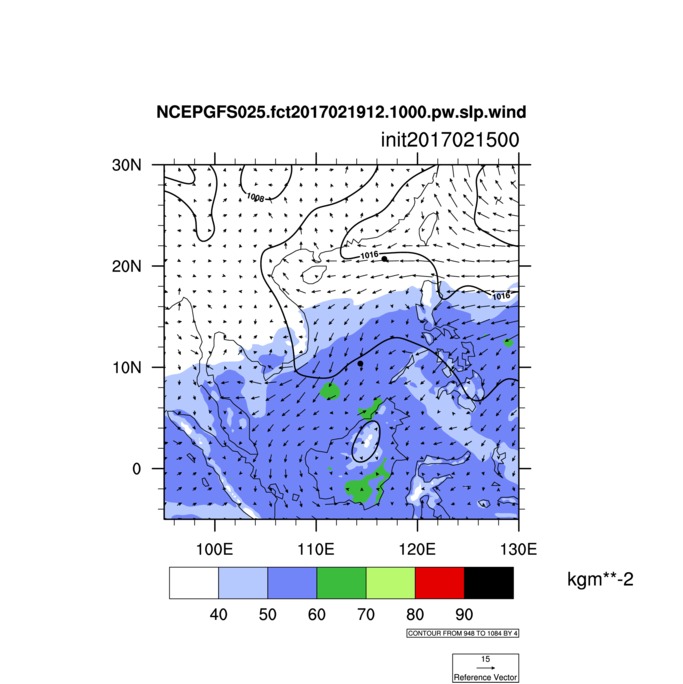 NCEPGFS025.fct2017021912.1000.pw.slp.wind
init2017021500
30N
1008
20N
1016
1016
10N
0
100E 110E 120E 130E
kgm**-2
40 50 60 70 80 90
CONTOUR FROM 948 TO 1084 BY 4
15
Reference Vector